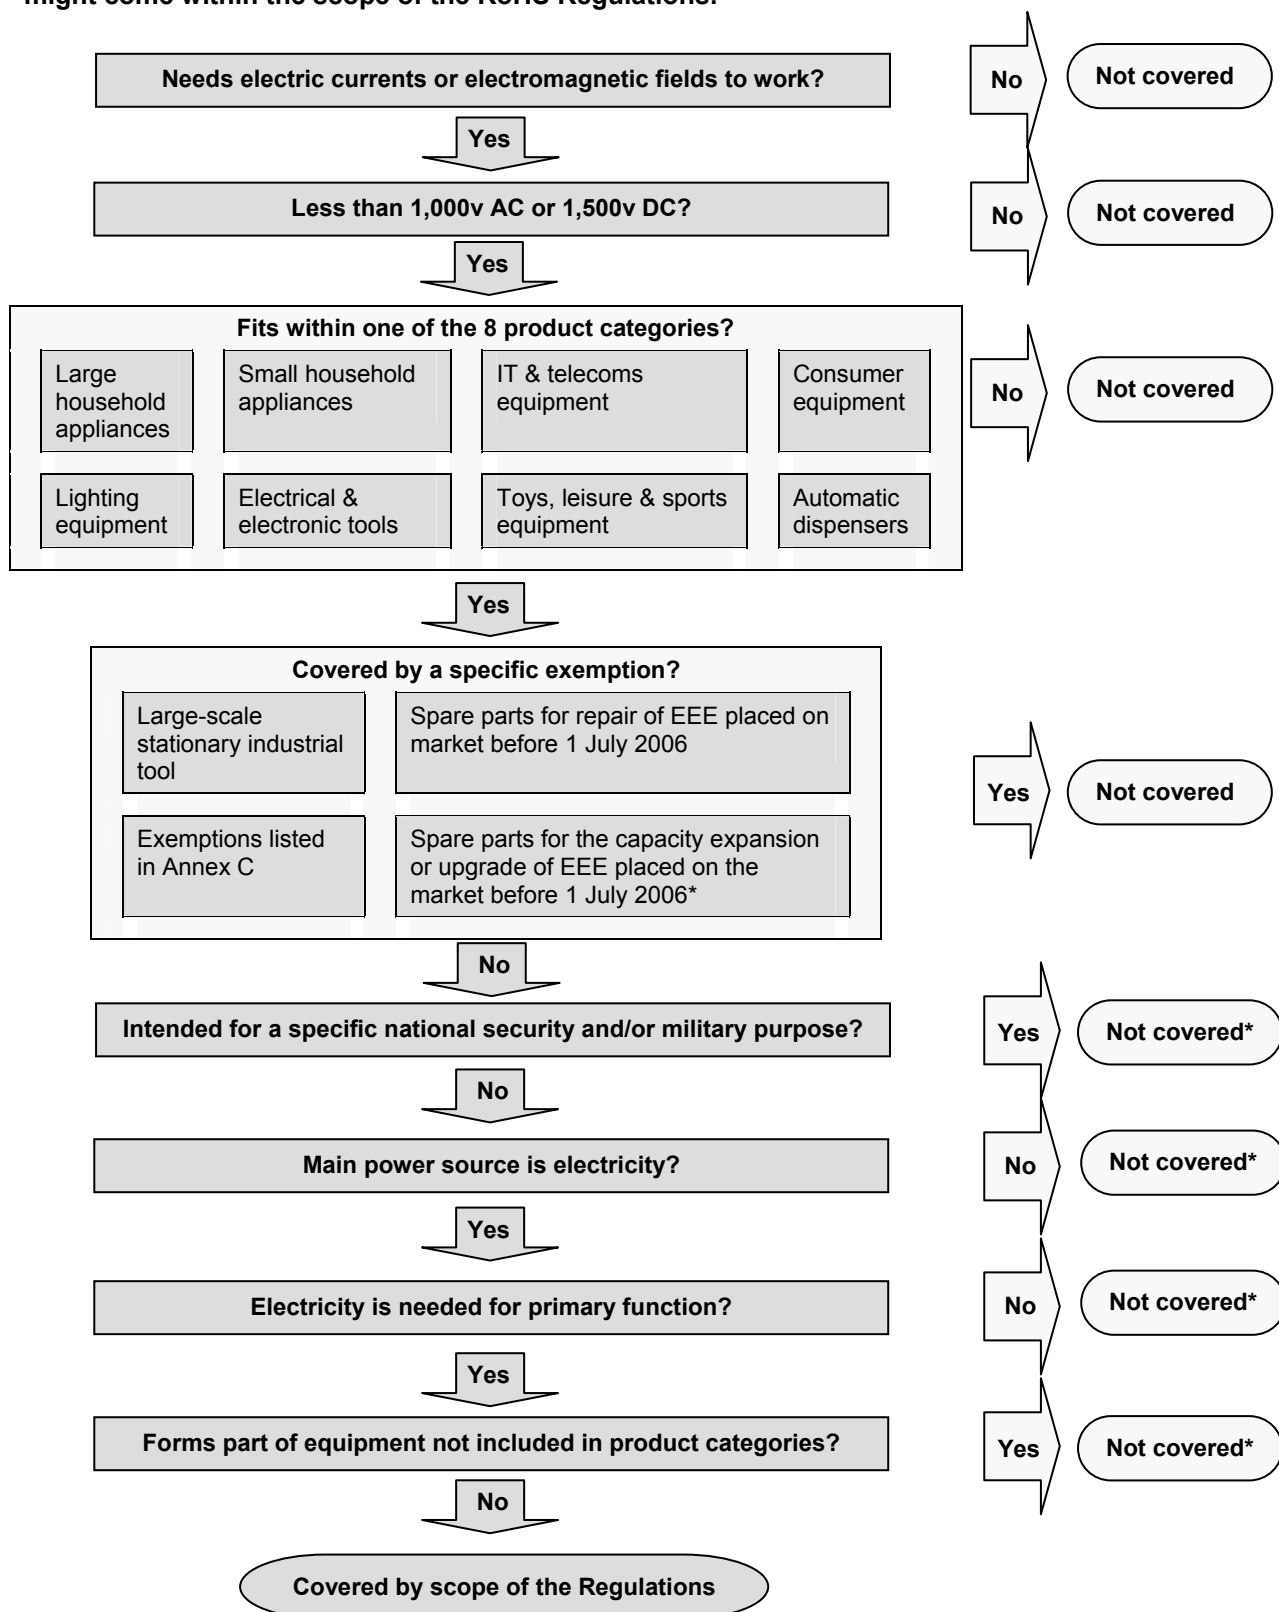 might come within the scope of the RoHS Regulations.
Needs electric currents or electromagnetic fields to work?
No
Not covered
Yes
Less than 1,000v AC or 1,500v DC?
No
Not covered
Yes
Fits within one of the 8 product categories?
Large
household
appliances
Small household
appliances
IT & telecoms
equipment
Consumer
equipment
No
Not covered
Lighting
equipment
Electrical &
electronic tools
Toys, leisure & sports
equipment
Automatic
dispensers
Yes
Covered by a specific exemption?
Large-scale
stationary industrial
tool
Spare parts for repair of EEE placed on
market before 1 July 2006
Yes
Not covered
Exemptions listed
in Annex C
Spare parts for the capacity expansion
or upgrade of EEE placed on the
market before 1 July 2006*
No
Intended for a specific national security and/or military purpose?
Yes
Not covered*
No
Main power source is electricity?
No
Not covered*
Yes
Electricity is needed for primary function?
No
Not covered*
Yes
Forms part of equipment not included in product categories?
Yes
Not covered*
No
Covered by scope of the Regulations